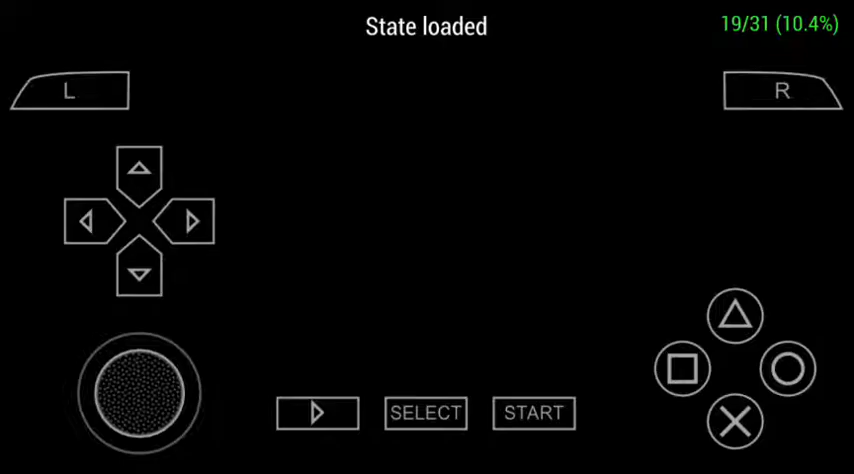 State loaded
19/31 (10.4%)
L
R
SELECT
START